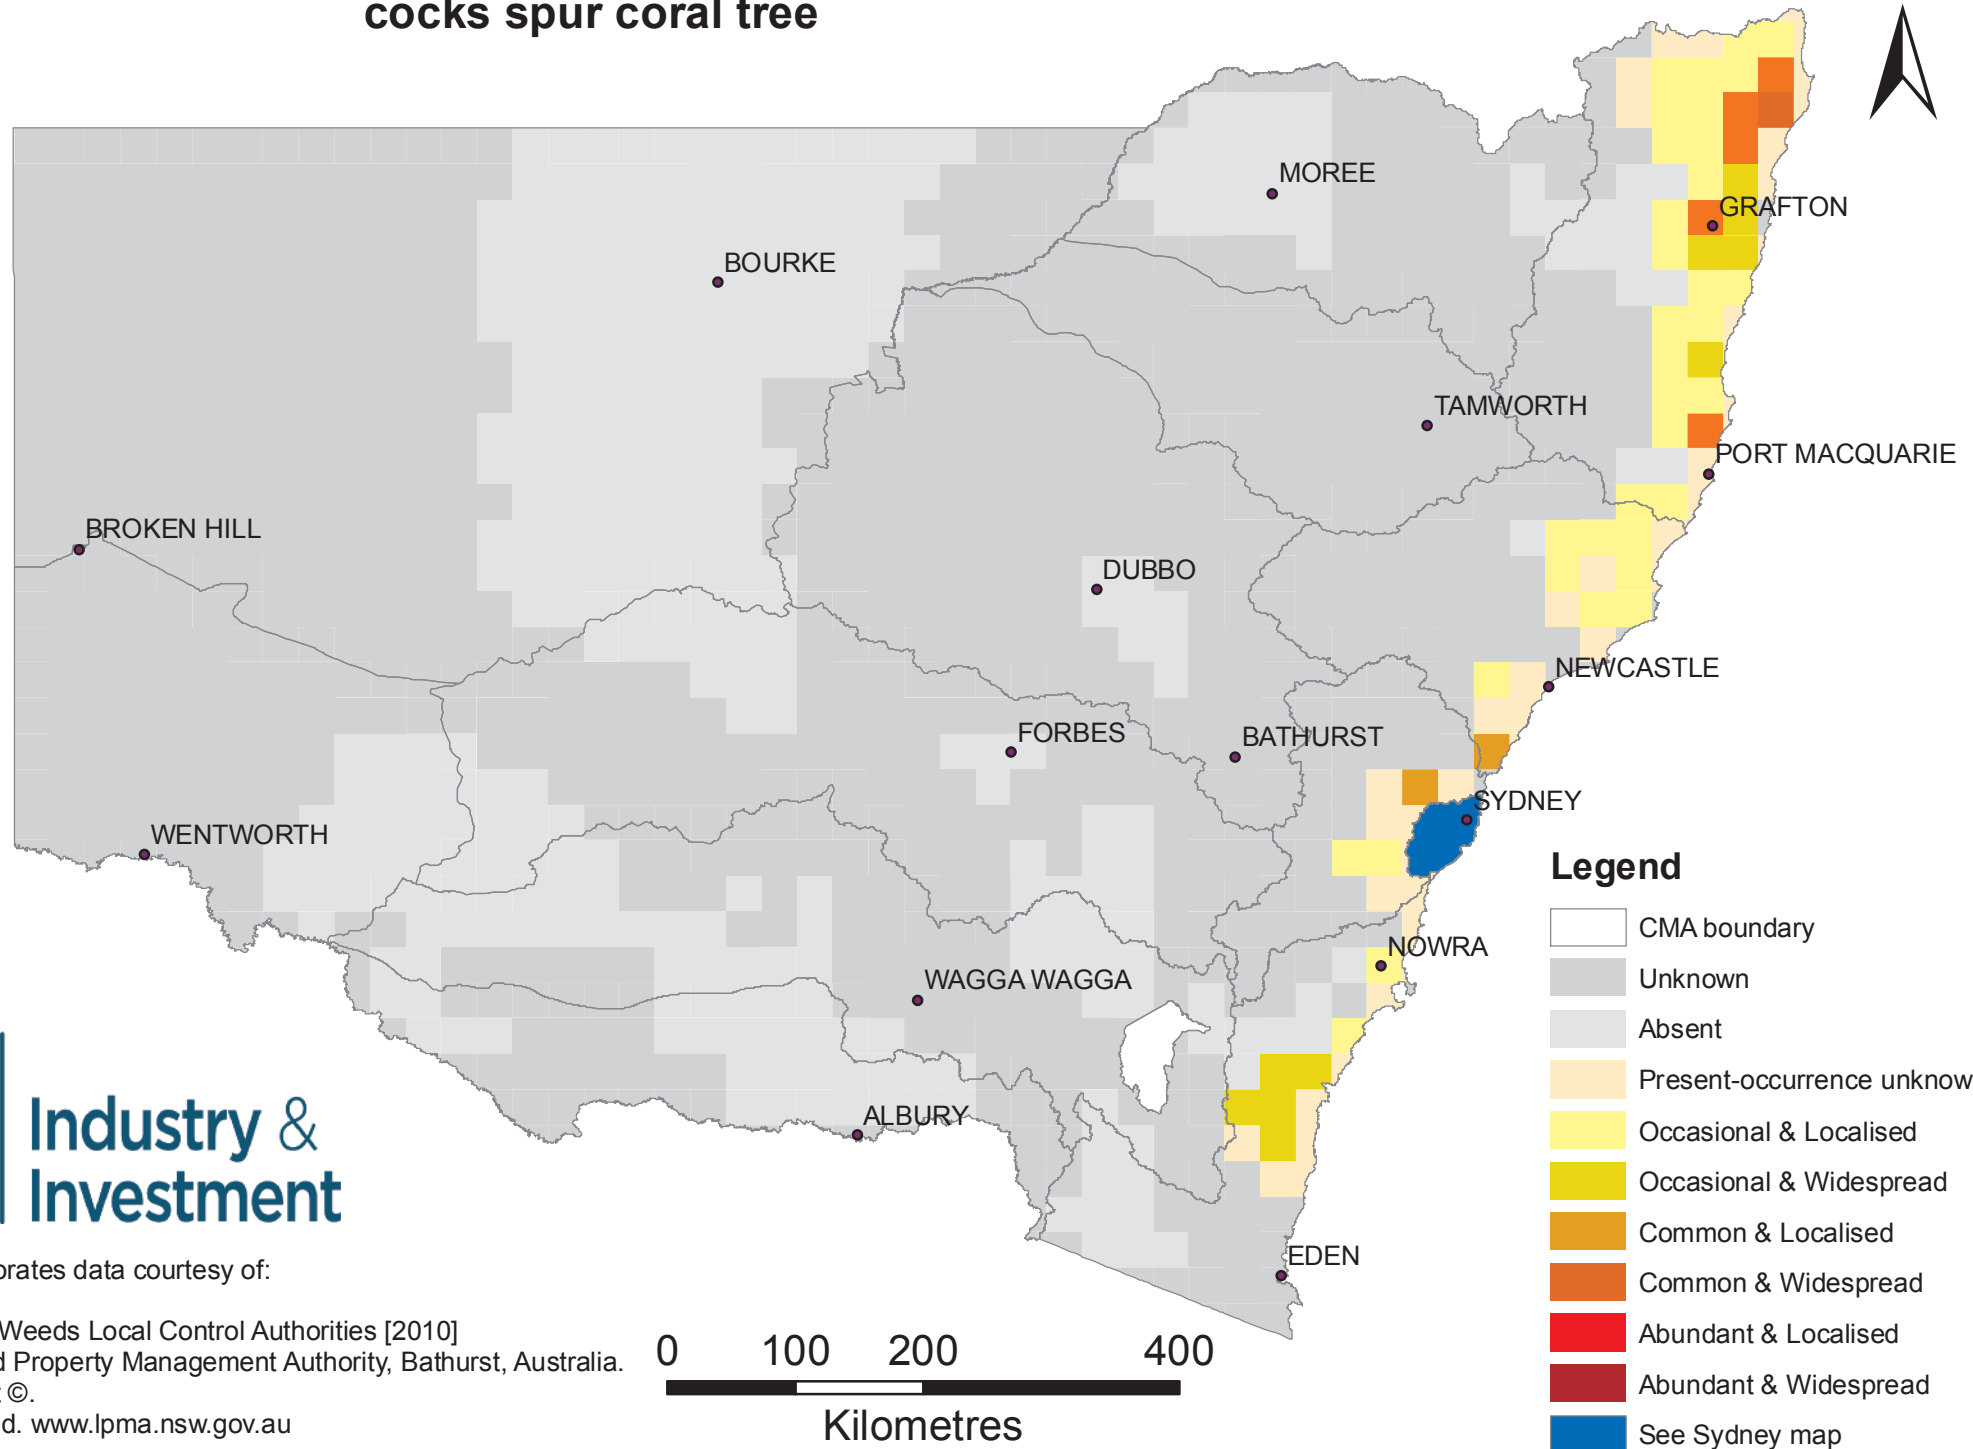 cocks spur coral tree
MOREE
GRAFTON
BOURKE
TAMWORTH
PORT MACQUARIE
BROKEN HILL
DUBBO
NEWCASTLE
FORBES
BATHURST
SYDNEY
WENTWORTH
NOWRA
WAGGA WAGGA
ALBURY
EDEN
Legend
CMA boundary
Unknown
Absent
Present-occurrence unknow
Occasional & Localised
Occasional & Widespread
Common & Localised
Common & Widespread
Abundant & Localised
Abundant & Widespread
See Sydney map
Industry &
Investment
orates data courtesy of:
Weeds Local Control Authorities [2010]
d Property Management Authority, Bathurst, Australia.
t ©.
d. www.lpma.nsw.gov.au
0 100 200 400
Kilometres